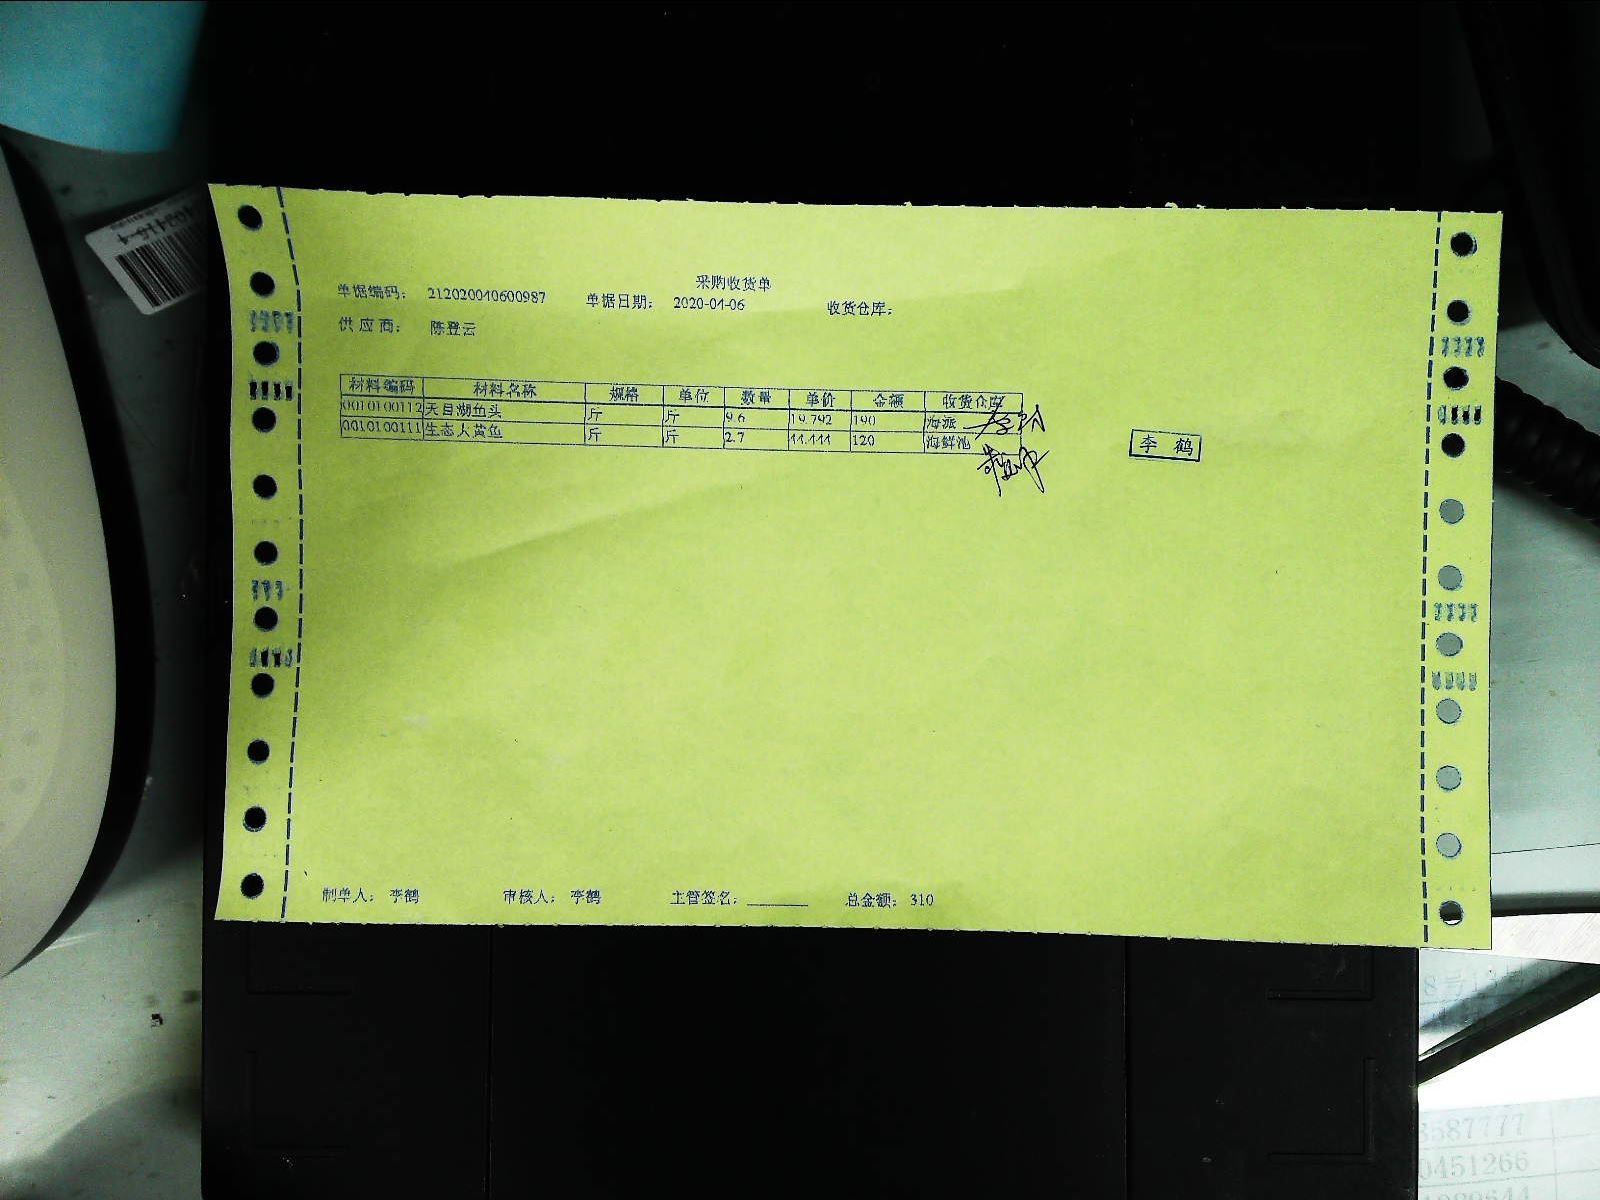 采购收货单
单据编码： 212020040600987 单据日期： 2020-04-06 收货仓库：
供应商： 陈登云
材料编码 材料名称 规格 单位 数量 单价 金额 收货仓库
0010100112 天目湖鱼头 斤 斤 9.6 19.792 190 海派
0010100111 生态大黄鱼 斤 斤 2.7 44.444 120 海鲜池
李 鹤
制单人： 李鹤 审核人： 李鹤 主管签名：________ 总金额： 310
8587777
0451266